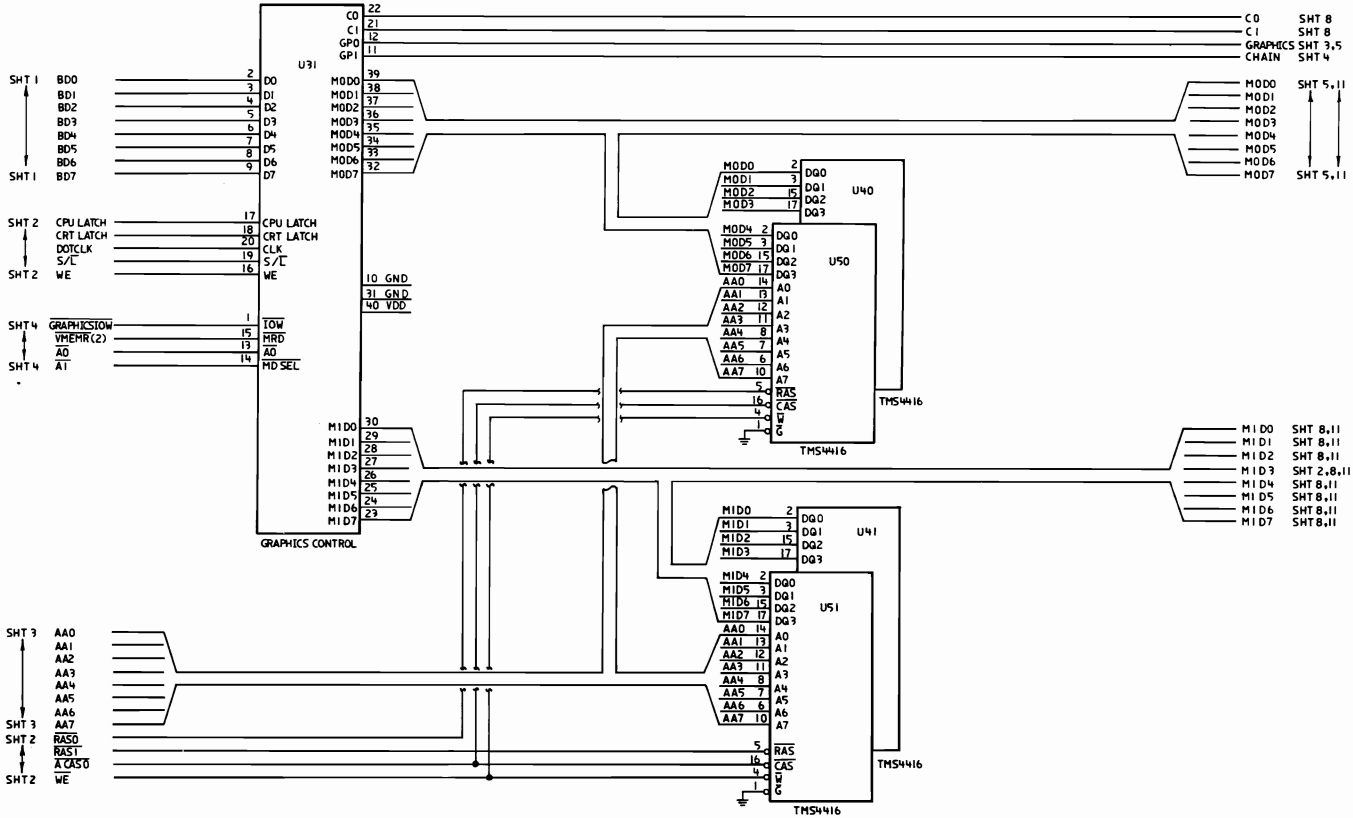 C0 22 C0 SHT 8
C1 21 C1 SHT 8
GP0 12 GRAPHICS SHT 3,5
GP1 11 CHAIN SHT 4
U31
SHT 1 BD0 2 D0 MOD0 39 MOD0 SHT 5,11
BD1 3 D1 MOD1 38 MOD1
BD2 4 D2 MOD2 37 MOD2
BD3 5 D3 MOD3 36 MOD3
BD4 6 D4 MOD4 35 MOD4
BD5 7 D5 MOD5 34 MOD5
BD6 8 D6 MOD6 33 MOD6
SHT 1 BD7 9 D7 MOD7 32 MOD7 SHT 5,11
MOD0 2 DQ0
MOD1 3 DQ1
MOD2 15 DQ2
MOD3 17 DQ3
U40
SHT 2 CPU LATCH 17 CPU LATCH
CRT LATCH 18 CRT LATCH
DOTCLK 20 CLK
S/L 19 S/L
SHT 2 WE 16 WE
MOD4 2 DQ0
MOD5 3 DQ1
MOD6 15 DQ2
MOD7 17 DQ3
U50
AA0 14 A0
AA1 13 A1
AA2 12 A2
AA3 11 A3
AA4 8 A4
AA5 7 A5
AA6 6 A6
AA7 10 A7
5 RAS
16 CAS
4 W
1 G
TMS4416
TMS4416
10 GND
31 GND
40 VDD
SHT 4 GRAPHICSIOW 1 IOW
VMEMR(2) 15 MRD
A0 13 A0
SHT 4 A1 14 MD SEL
MID0 30 MID0 SHT 8,11
MID1 29 MID1 SHT 8,11
MID2 28 MID2 SHT 8,11
MID3 27 MID3 SHT 2,8,11
MID4 26 MID4 SHT 8,11
MID5 25 MID5 SHT 8,11
MID6 24 MID6 SHT 8,11
MID7 23 MID7 SHT 8,11
GRAPHICS CONTROL
MID0 2 DQ0
MID1 3 DQ1
MID2 15 DQ2
MID3 17 DQ3
U41
MID4 2 DQ0
MID5 3 DQ1
MID6 15 DQ2
MID7 17 DQ3
U51
AA0 14 A0
AA1 13 A1
AA2 12 A2
AA3 11 A3
AA4 8 A4
AA5 7 A5
AA6 6 A6
AA7 10 A7
5 RAS
16 CAS
4 W
1 G
TMS4416
TMS4416
SHT 3 AA0
AA1
AA2
AA3
AA4
AA5
AA6
SHT 3 AA7
SHT 2 RAS0
RAS1
A CAS0
SHT 2 WE